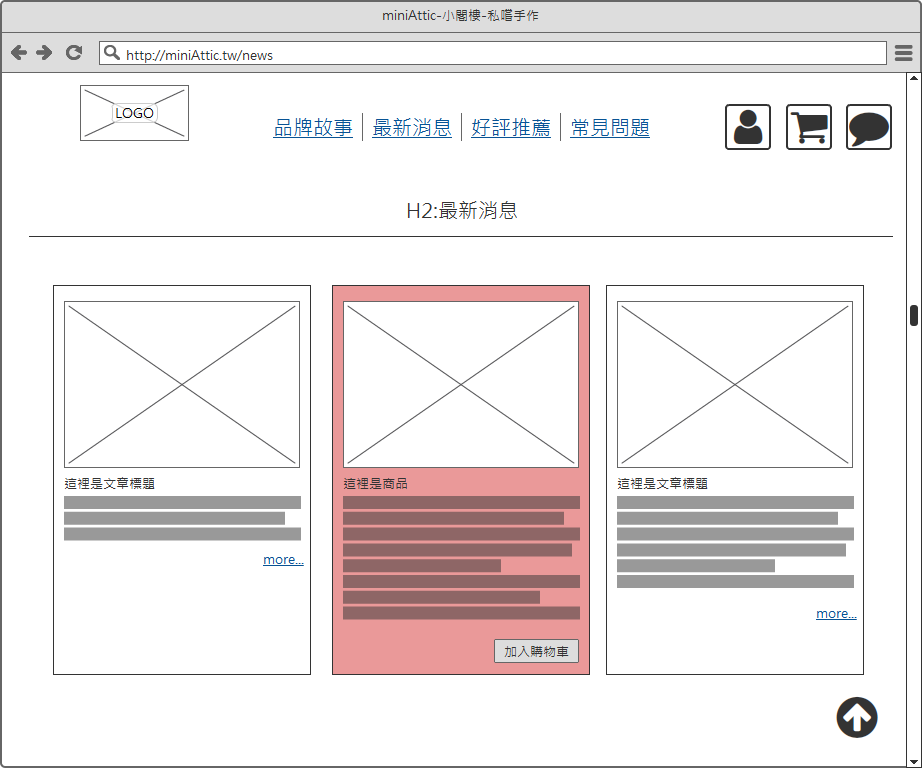 miniAttic-小閣樓-私嚐手作
http://miniAttic.tw/news
LOGO
品牌故事
最新消息
好評推薦
常見問題
H2:最新消息
這裡是文章標題
more...
這裡是商品
加入購物車
這裡是文章標題
more...